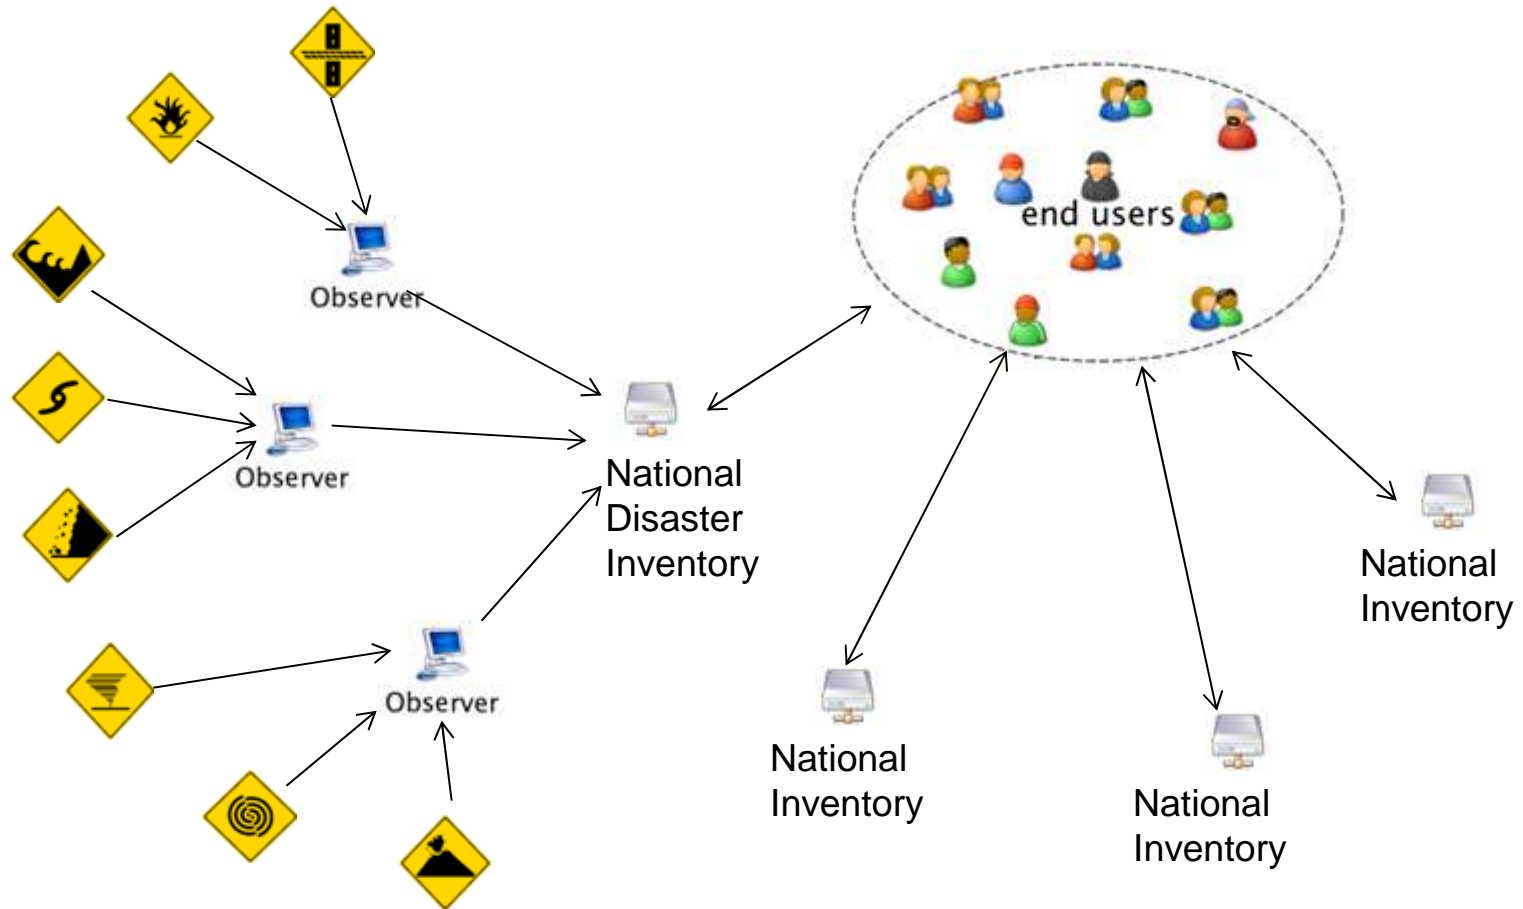 end users
Observer
Observer
National
Disaster
Inventory
National
Inventory
Observer
National
Inventory
National
Inventory